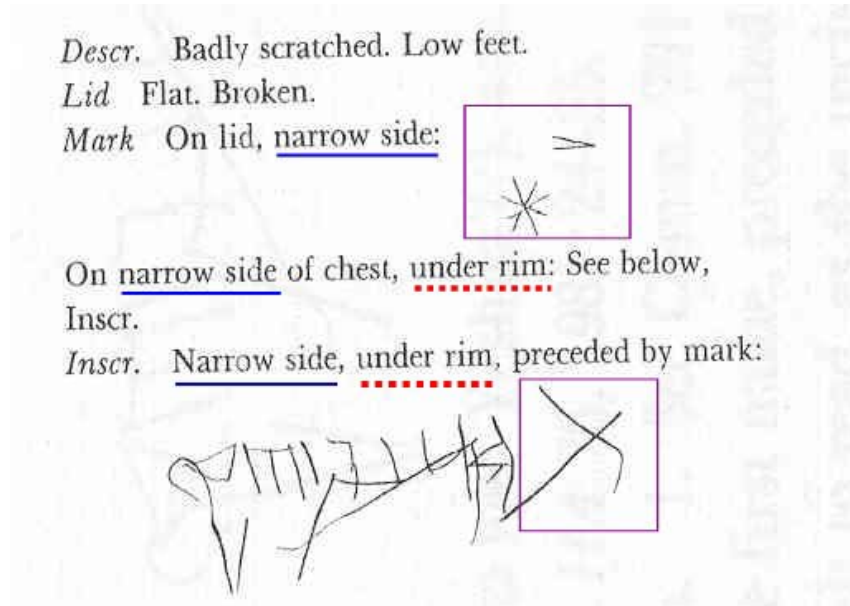 Descr. Badly scratched. Low feet.
Lid Flat. Broken.
Mark On lid, narrow side:
On narrow side of chest, under rim: See below,
Inscr.
Inscr. Narrow side, under rim, preceded by mark: